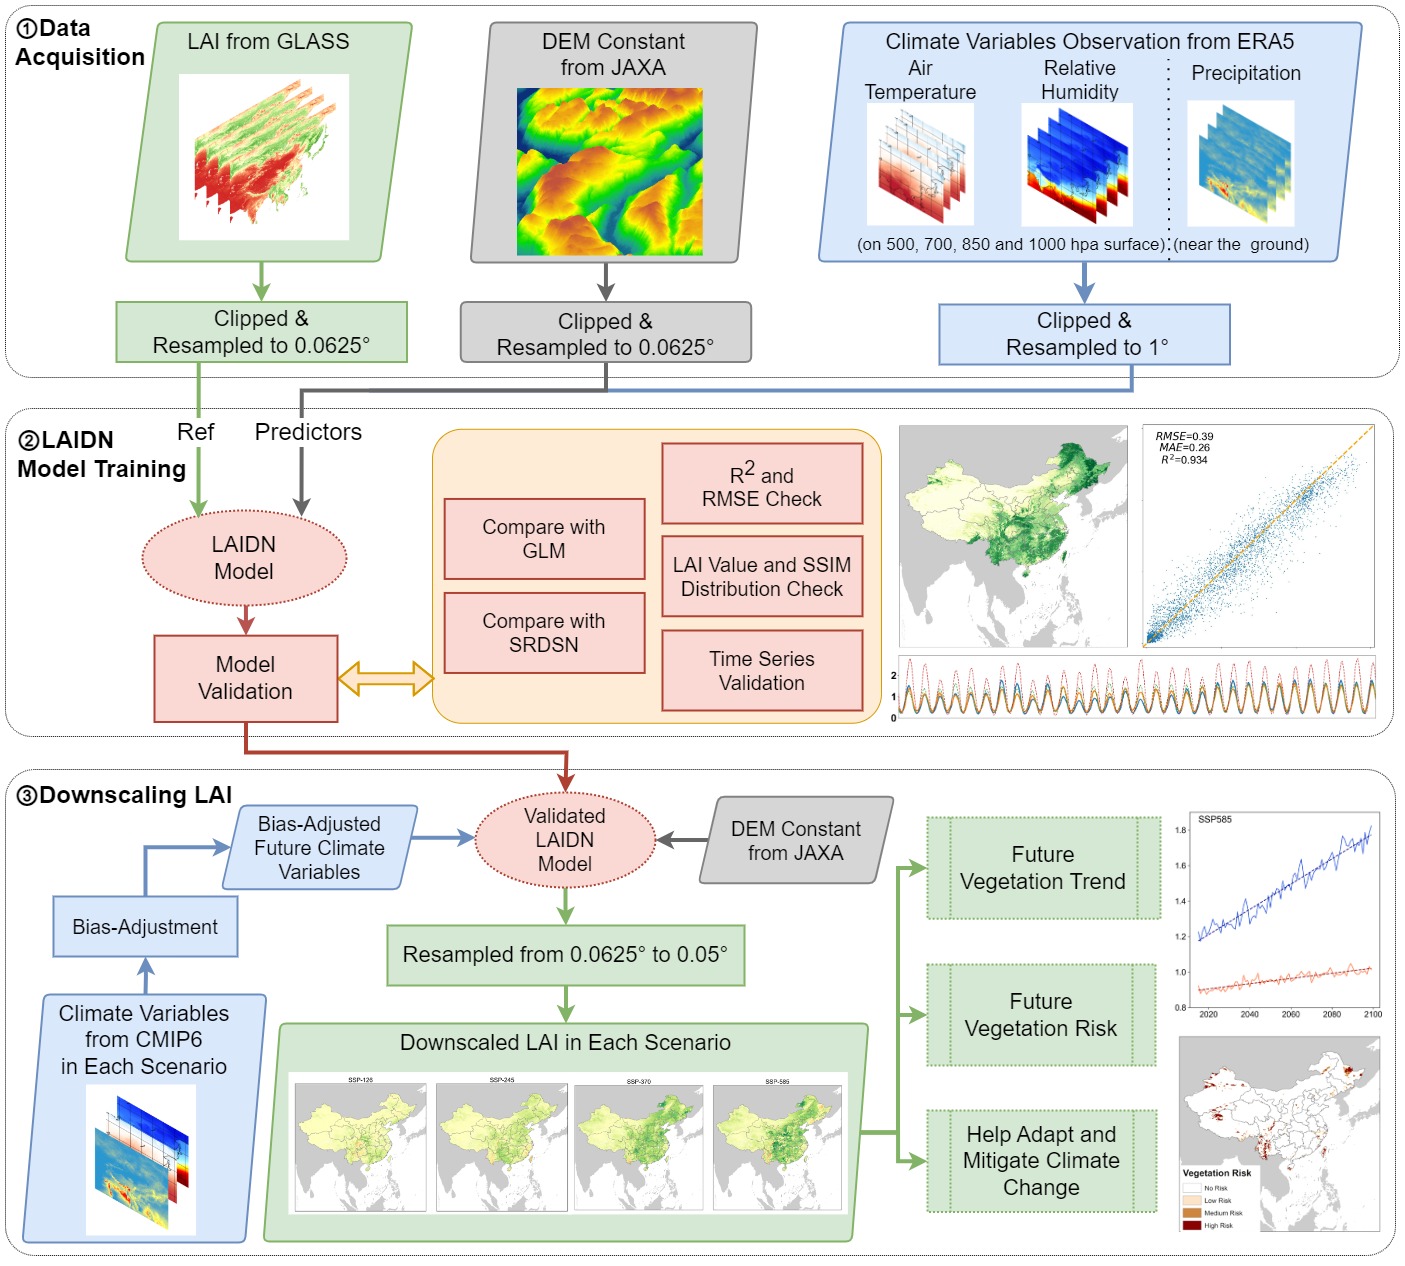 ①Data
Acquisition
LAI from GLASS
DEM Constant
from JAXA
Climate Variables Observation from ERA5
Air
Temperature
Relative
Humidity
Precipitation
(on 500, 700, 850 and 1000 hpa surface)
(near the ground)
Clipped &
Resampled to 0.0625°
Clipped &
Resampled to 0.0625°
Clipped &
Resampled to 1°
②LAIDN
Model Training
Ref
Predictors
LAIDN
Model
Model
Validation
Compare with
GLM
Compare with
SRDSN
R2 and
RMSE Check
LAI Value and SSIM
Distribution Check
Time Series
Validation
RMSE=0.39
MAE=0.26
R2=0.934
2
1
0
③Downscaling LAI
Bias-Adjusted
Future Climate
Variables
Validated
LAIDN
Model
DEM Constant
from JAXA
Bias-Adjustment
Resampled from 0.0625° to 0.05°
Climate Variables
from CMIP6
in Each Scenario
Downscaled LAI in Each Scenario
SSP-126
SSP-245
SSP-370
SSP-585
Future
Vegetation Trend
Future
Vegetation Risk
Help Adapt and
Mitigate Climate
Change
SSP585
1.8
1.6
1.4
1.2
1.0
0.8
2020 2040 2060 2080 2100
Vegetation Risk
No Risk
Low Risk
Medium Risk
High Risk